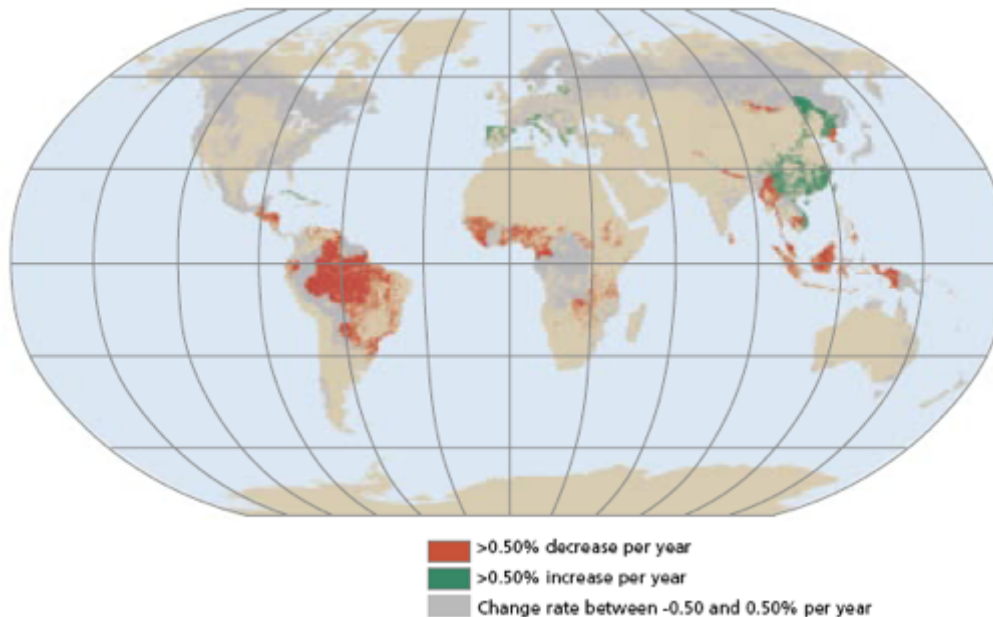 >0.50% decrease per year
>0.50% increase per year
Change rate between -0.50 and 0.50% per year